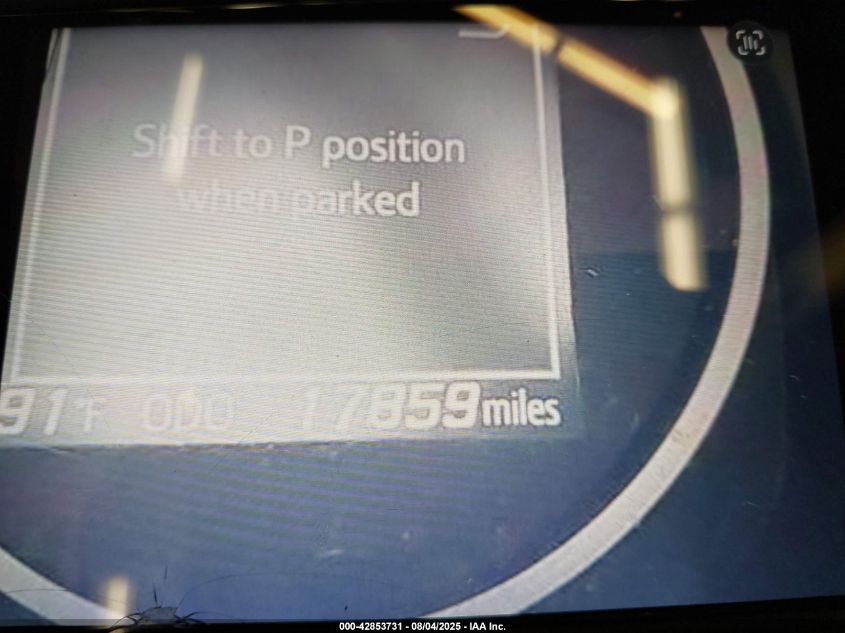 Shift to P position
when parked
91°F ODO 17859 miles
000-42853731 - 08/04/2025 - IAA Inc.